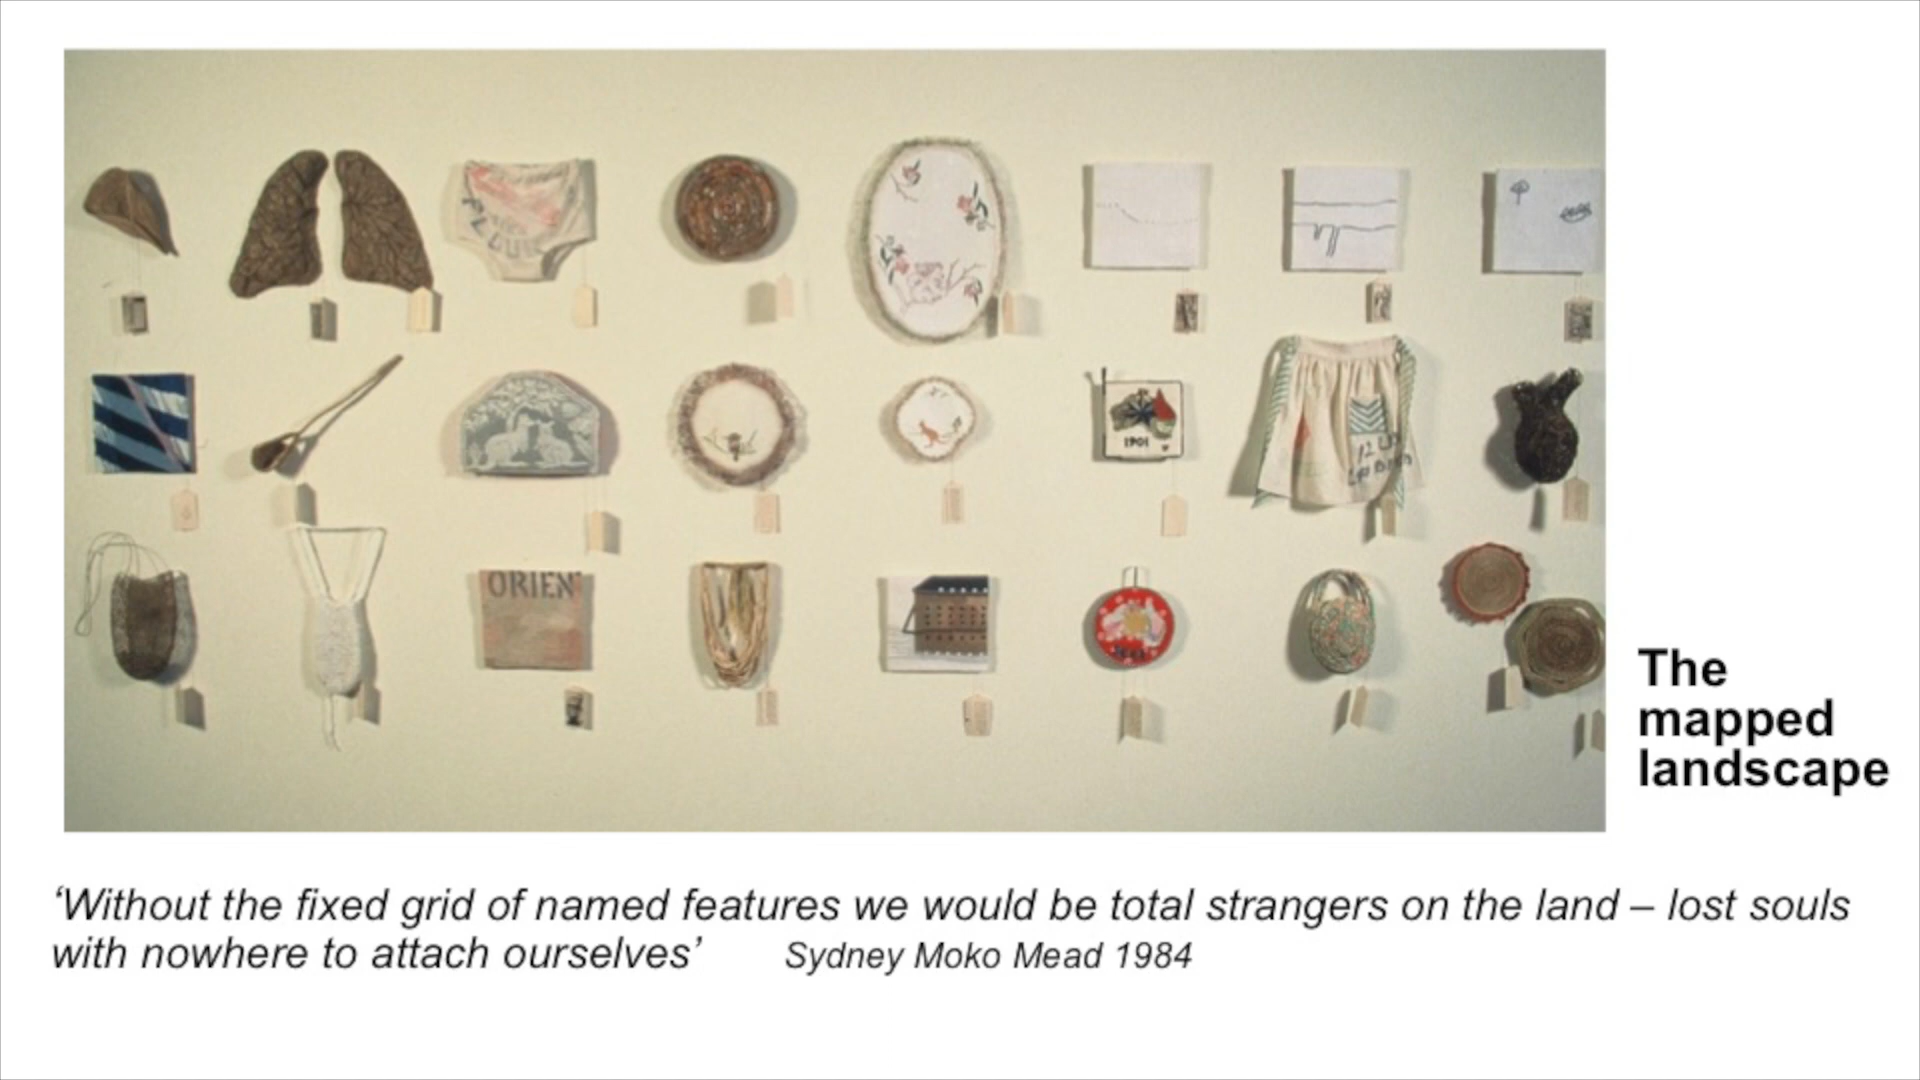 ORIEN
1901
The
mapped
landscape
‘Without the fixed grid of named features we would be total strangers on the land – lost souls
with nowhere to attach ourselves’ Sydney Moko Mead 1984